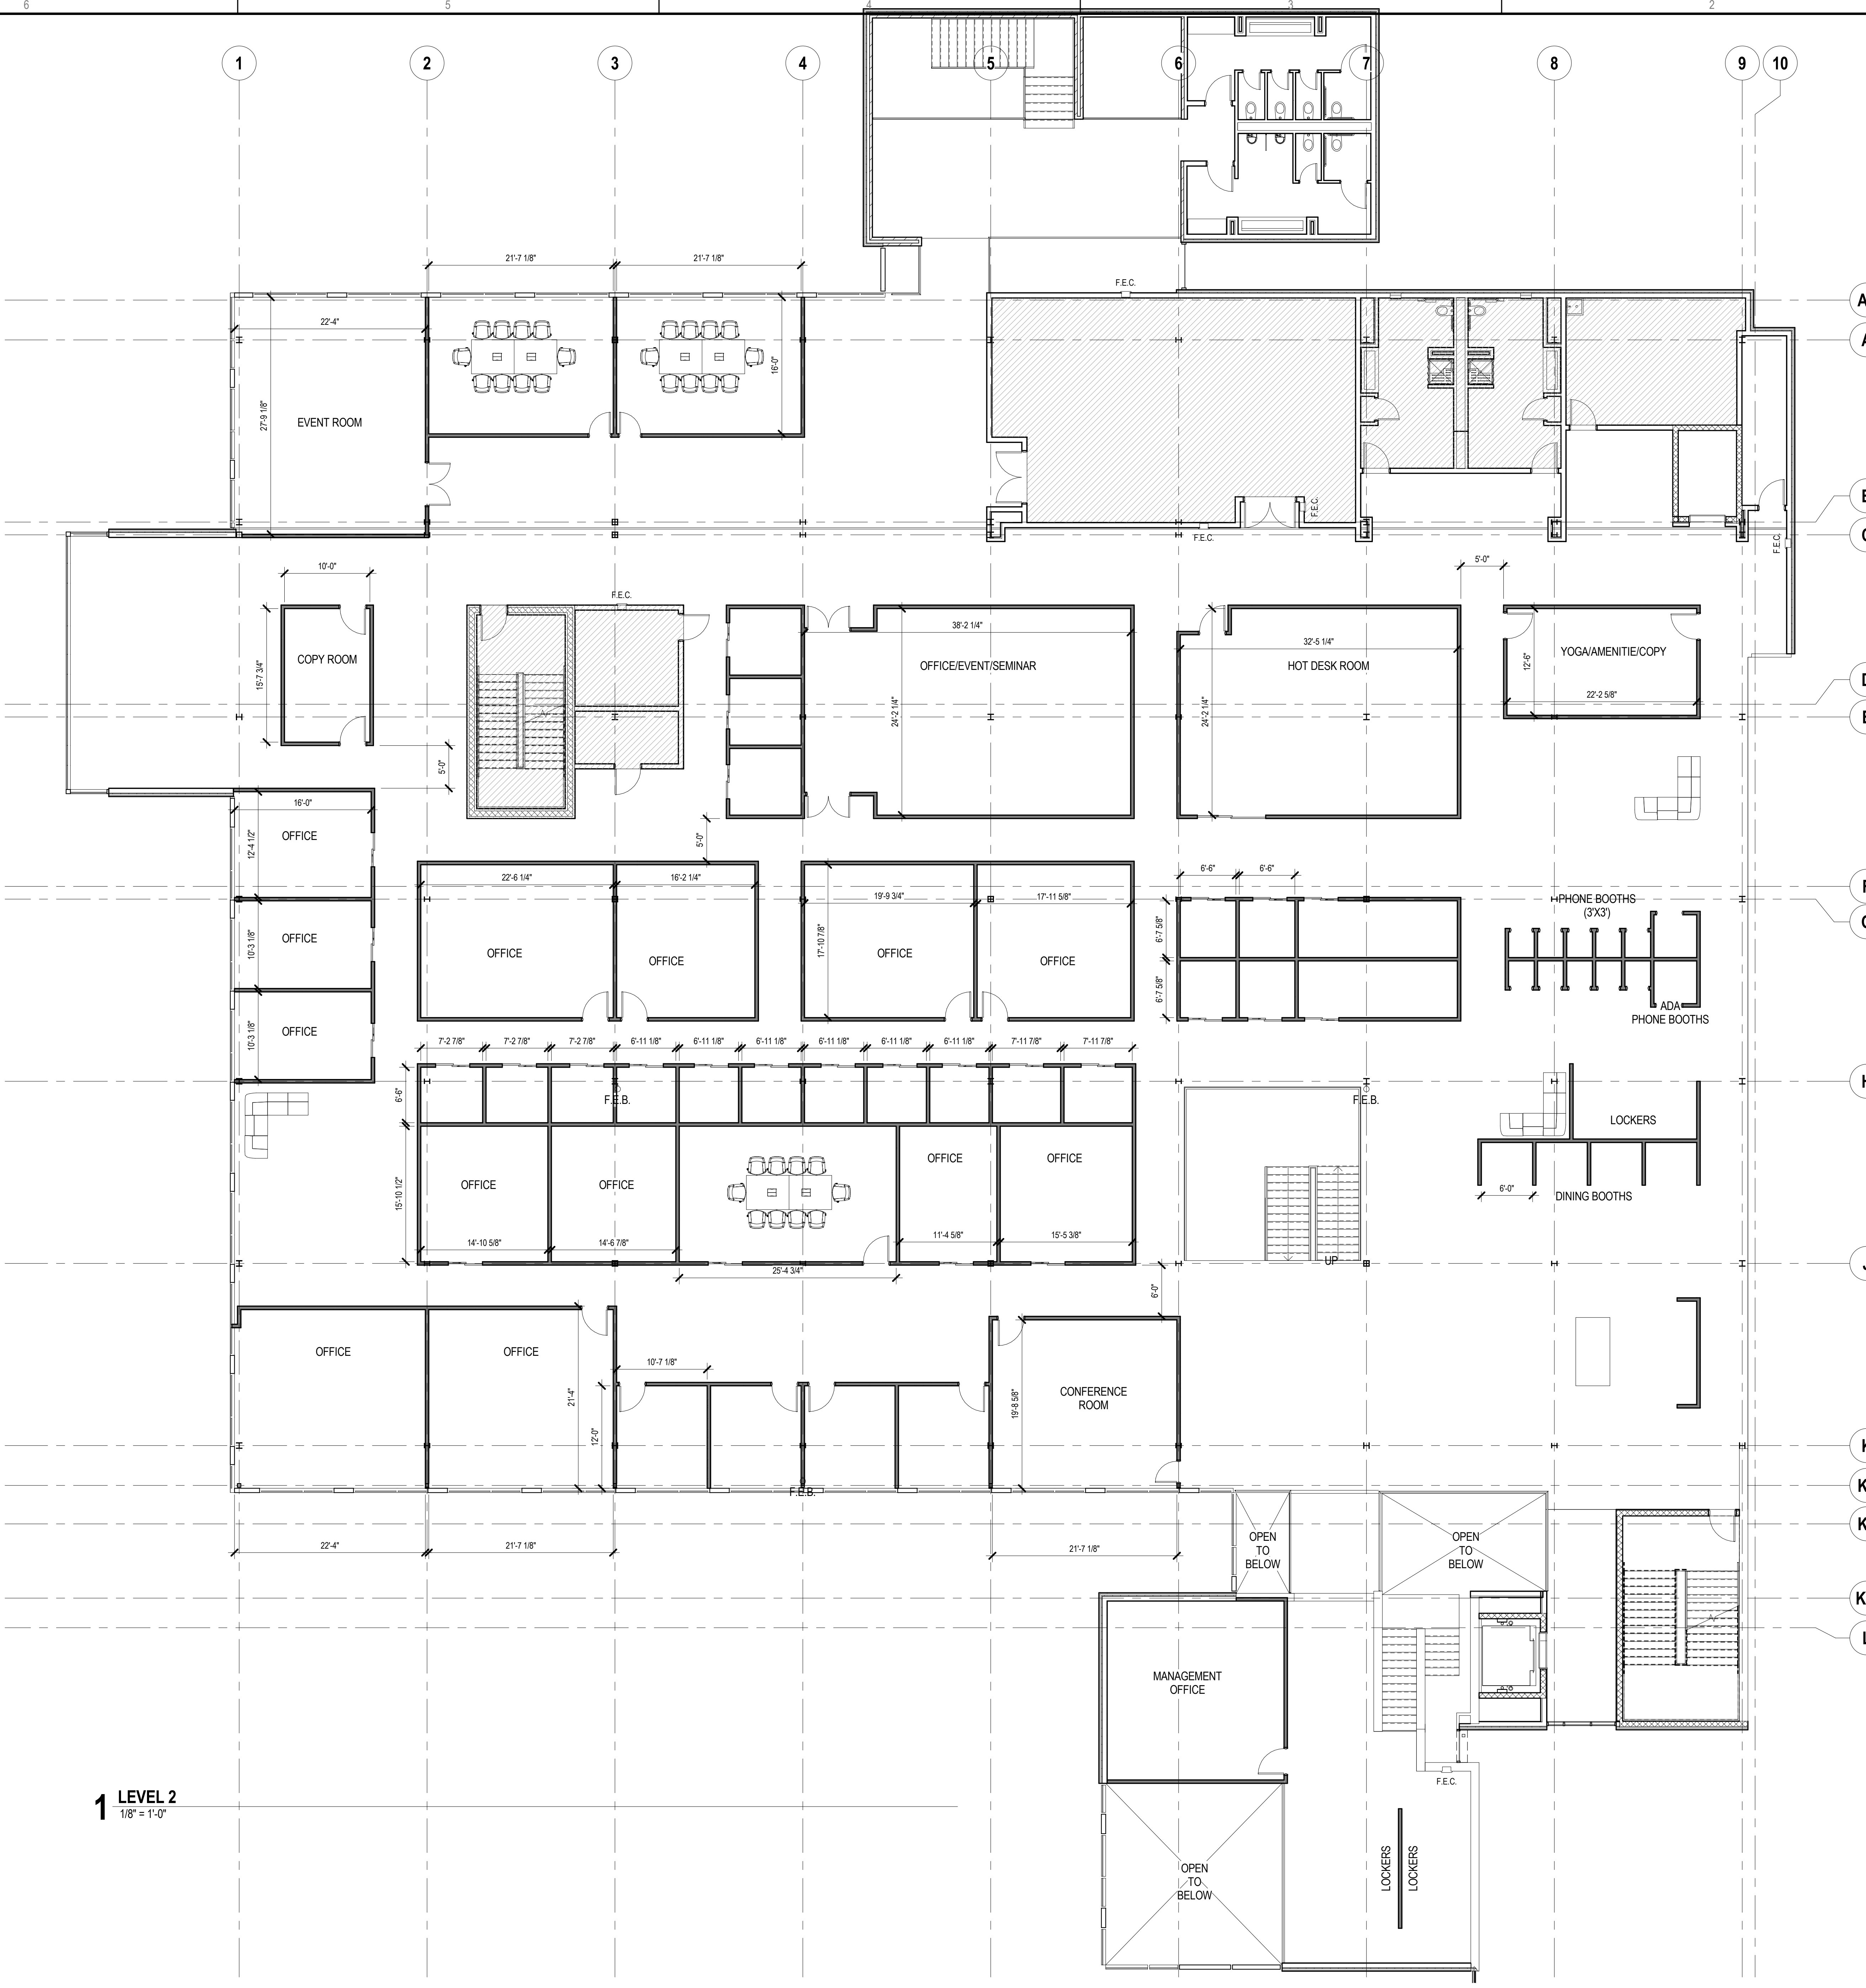 6 5 4 3 2
1 2 3 4 5 6 7 8 9 10
21'-7 1/8" 21'-7 1/8"
F.E.C.
22'-4"
16'-0"
27'-9 1/8"
EVENT ROOM
F.E.C.
F.E.C.
F.E.C.
A
A
B
C
10'-0"
F.E.C.
5'-0"
38'-2 1/4"
32'-5 1/4"
COPY ROOM
15'-7 3/4"
OFFICE/EVENT/SEMINAR
24'-2 1/4"
HOT DESK ROOM
24'-2 1/4"
YOGA/AMENITIE/COPY
12'-6"
22'-2 5/8"
D
E
5'-0"
16'-0"
12'-4 1/2"
OFFICE
5'-0"
22'-6 1/4" 16'-2 1/4"
19'-9 3/4" 17'-11 5/8"
6'-6" 6'-6"
F
G
PHONE BOOTHS
(3'X3')
10'-3 1/8"
OFFICE
OFFICE
OFFICE
17'-10 7/8"
OFFICE
OFFICE
6'-7 5/8"
6'-7 5/8"
ADA
PHONE BOOTHS
10'-3 1/8"
OFFICE
7'-2 7/8" 7'-2 7/8" 7'-2 7/8" 6'-11 1/8" 6'-11 1/8" 6'-11 1/8" 6'-11 1/8" 6'-11 1/8" 6'-11 1/8" 7'-11 7/8" 7'-11 7/8"
H
6'-6"
F.E.B.
F.E.B.
LOCKERS
15'-10 1/2"
OFFICE
OFFICE
OFFICE
OFFICE
6'-0"
DINING BOOTHS
14'-10 5/8" 14'-6 7/8" 11'-4 5/8" 15'-5 3/8"
25'-4 3/4"
UP
J
6'-0"
OFFICE
OFFICE
21'-4"
10'-7 1/8"
12'-0"
19'-8 5/8"
CONFERENCE
ROOM
K
K
K
F.E.B.
22'-4" 21'-7 1/8" 21'-7 1/8"
OPEN
TO
BELOW
OPEN
TO
BELOW
K
L
MANAGEMENT
OFFICE
F.E.C.
1 LEVEL 2
1/8" = 1'-0"
OPEN
TO
BELOW
LOCKERS
LOCKERS